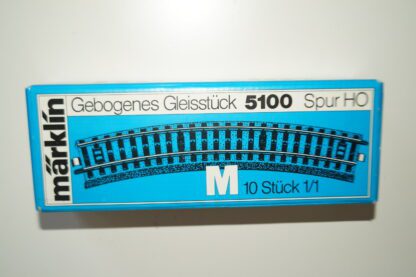 märklin
Gebogenes Gleisstück 5100 Spur HO
M 10 Stück 1/1